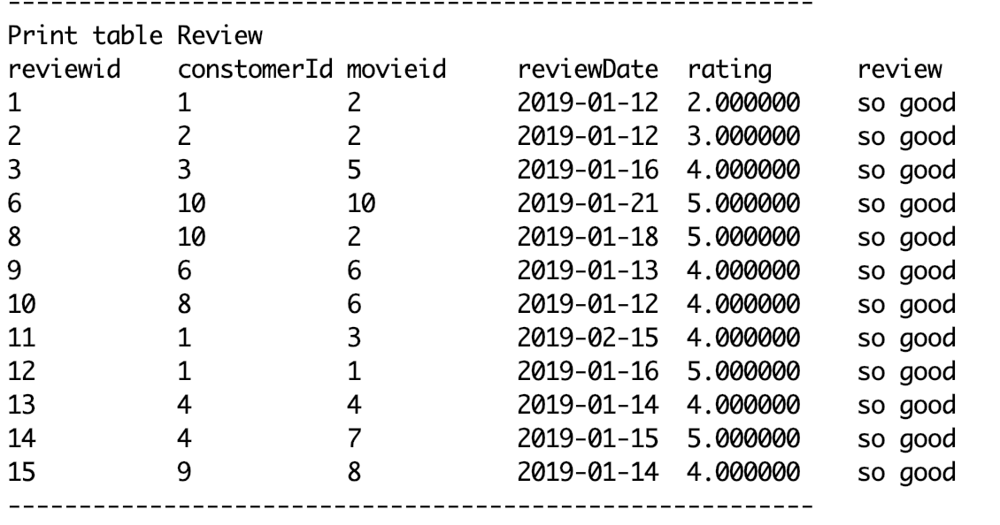 ---------------------------------------------------------
Print table Review
reviewid    constomerId movieid     reviewDate  rating      review
1           1           2           2019-01-12  2.000000    so good
2           2           2           2019-01-12  3.000000    so good
3           3           5           2019-01-16  4.000000    so good
6           10          10          2019-01-21  5.000000    so good
8           10          2           2019-01-18  5.000000    so good
9           6           6           2019-01-13  4.000000    so good
10          8           6           2019-01-12  4.000000    so good
11          1           3           2019-02-15  4.000000    so good
12          1           1           2019-01-16  5.000000    so good
13          4           4           2019-01-14  4.000000    so good
14          4           7           2019-01-15  5.000000    so good
15          9           8           2019-01-14  4.000000    so good
---------------------------------------------------------